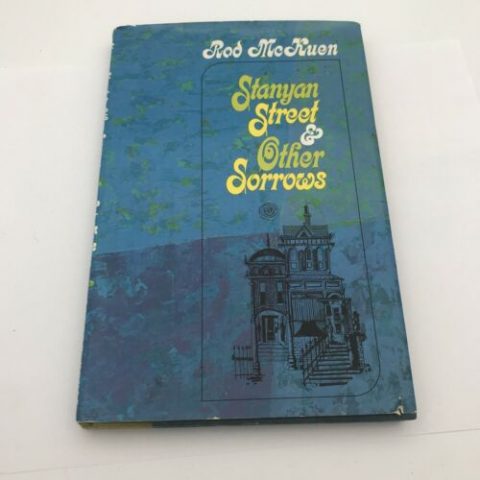 Rod McKuen
Stanyan
Street
&
Other
Sorrows